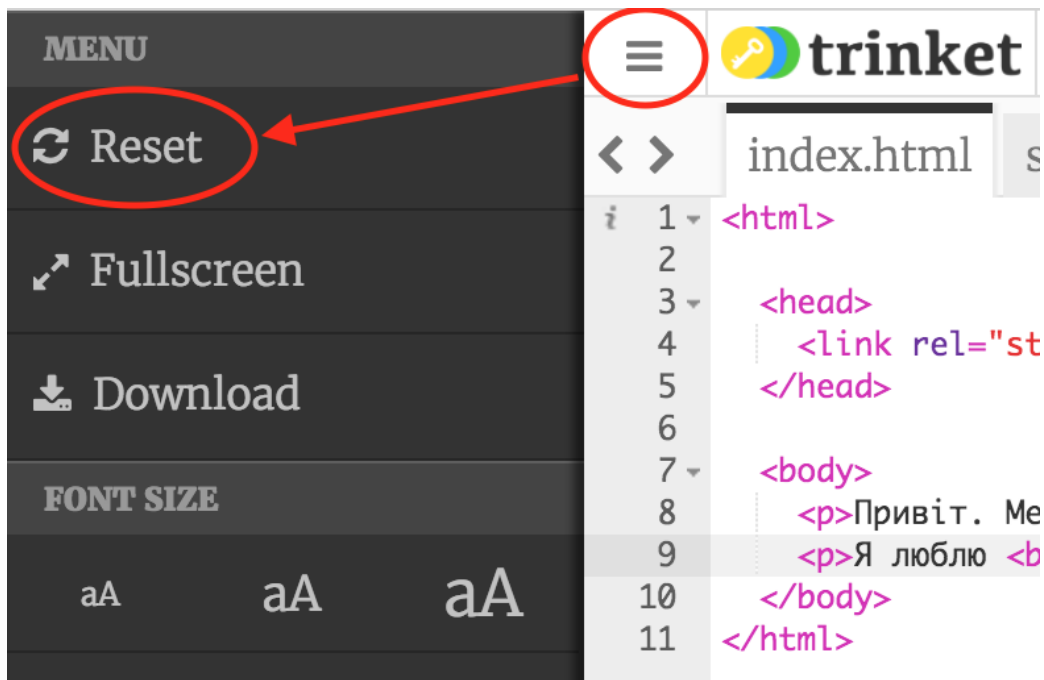 MENU
Reset
Fullscreen
Download
FONT SIZE
aA aA aA
trinket
index.html s
i 1 <html>
2
3 <head>
4 <link rel="st
5 </head>
6
7 <body>
8 <p>Привіт. Ме
9 <p>Я люблю <b
10 </body>
11 </html>